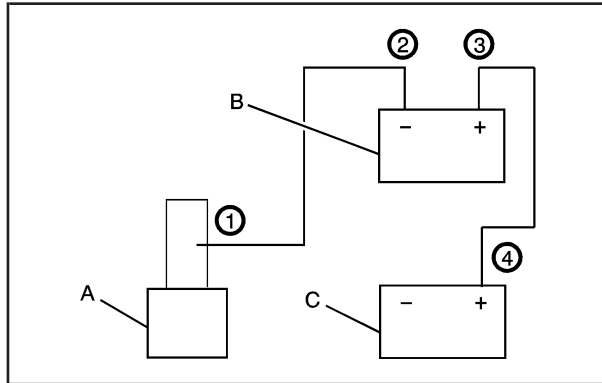 ② ③
B
− +
①
④
A
C
− +